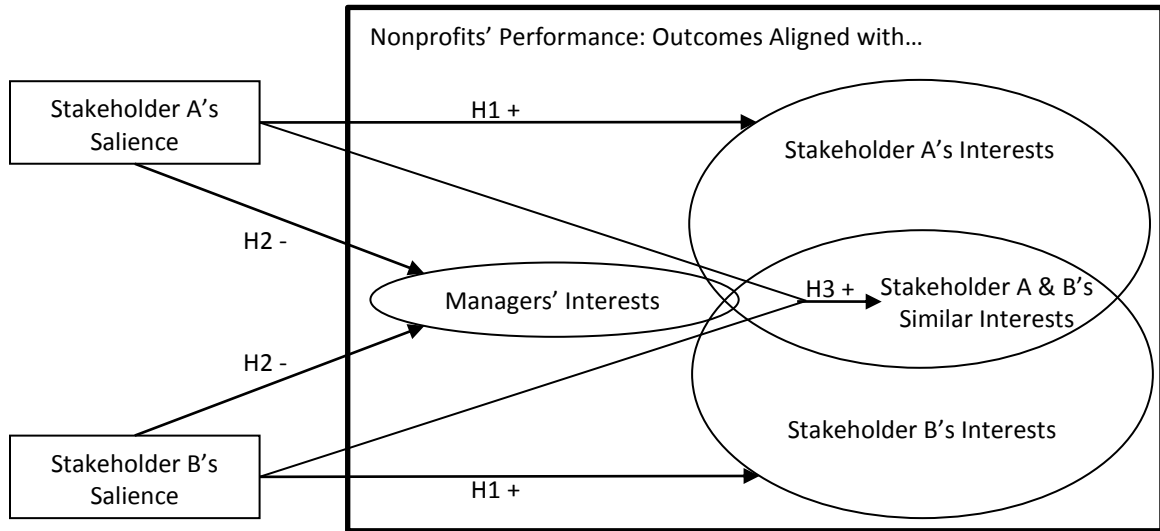 Nonprofits’ Performance: Outcomes Aligned with…
Stakeholder A’s
Salience
H1 +
Stakeholder A’s Interests
H2 -
Managers’ Interests
H3 +
Stakeholder A & B’s
Similar Interests
H2 -
Stakeholder B’s Interests
Stakeholder B’s
Salience
H1 +